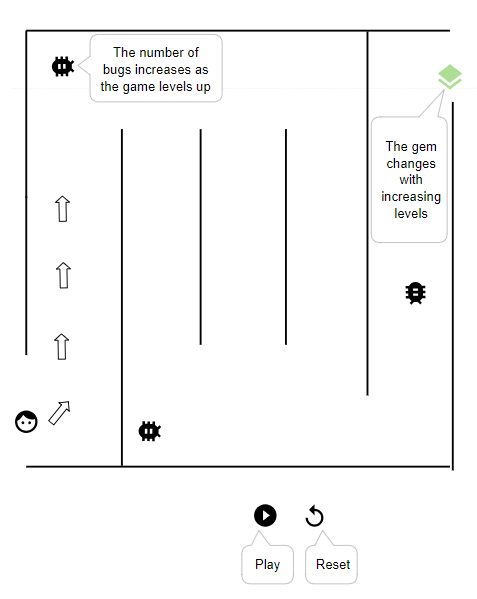 The number of
bugs increases as
the game levels up
The gem
changes
with
increasing
levels
Play
Reset